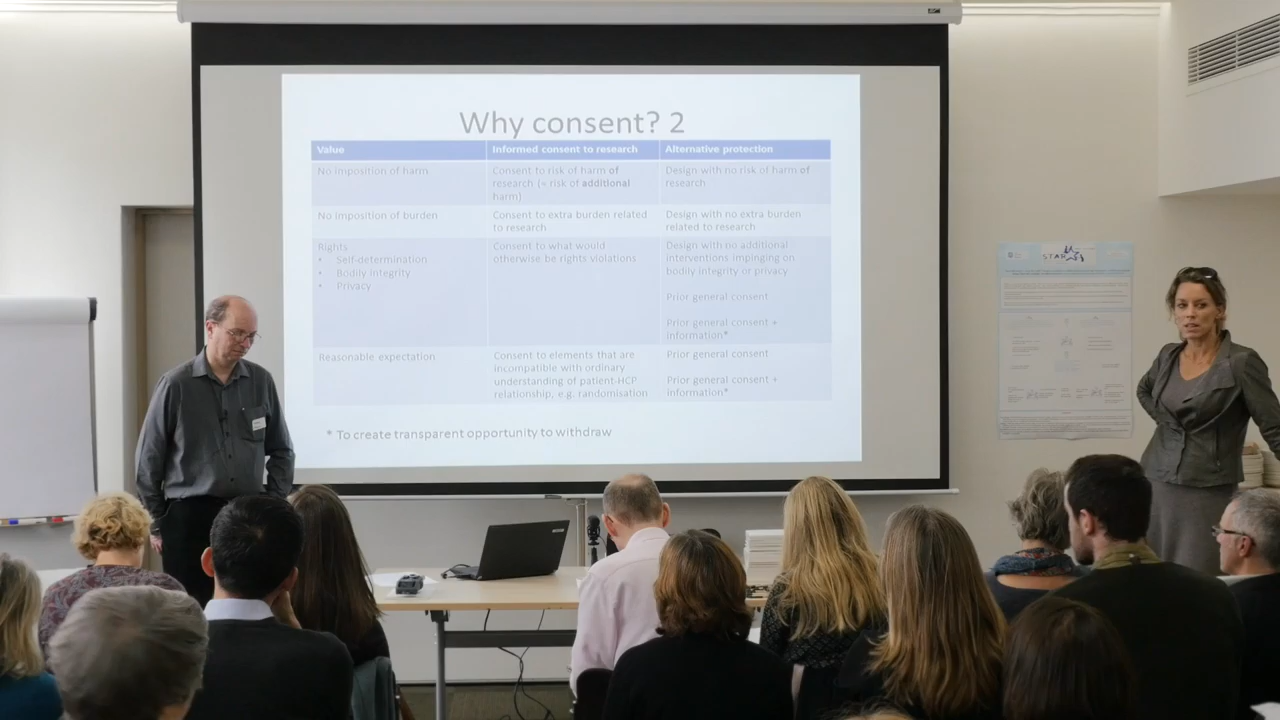 Why consent? 2
Value
Informed consent to research
Alternative protection
No imposition of harm
Consent to risk of harm of
research (= risk of additional
harm)
Design with no risk of harm of
research
No imposition of burden
Consent to extra burden related
to research
Design with no extra burden
related to research
Rights
• Self-determination
• Bodily integrity
• Privacy
Consent to what would
otherwise be rights violations
Design with no additional
interventions impinging on
bodily integrity or privacy
Prior general consent
Prior general consent +
information*
Reasonable expectation
Consent to elements that are
incompatible with ordinary
understanding of patient-HCP
relationship, e.g. randomisation
Prior general consent
Prior general consent +
information*
* To create transparent opportunity to withdraw
STAR